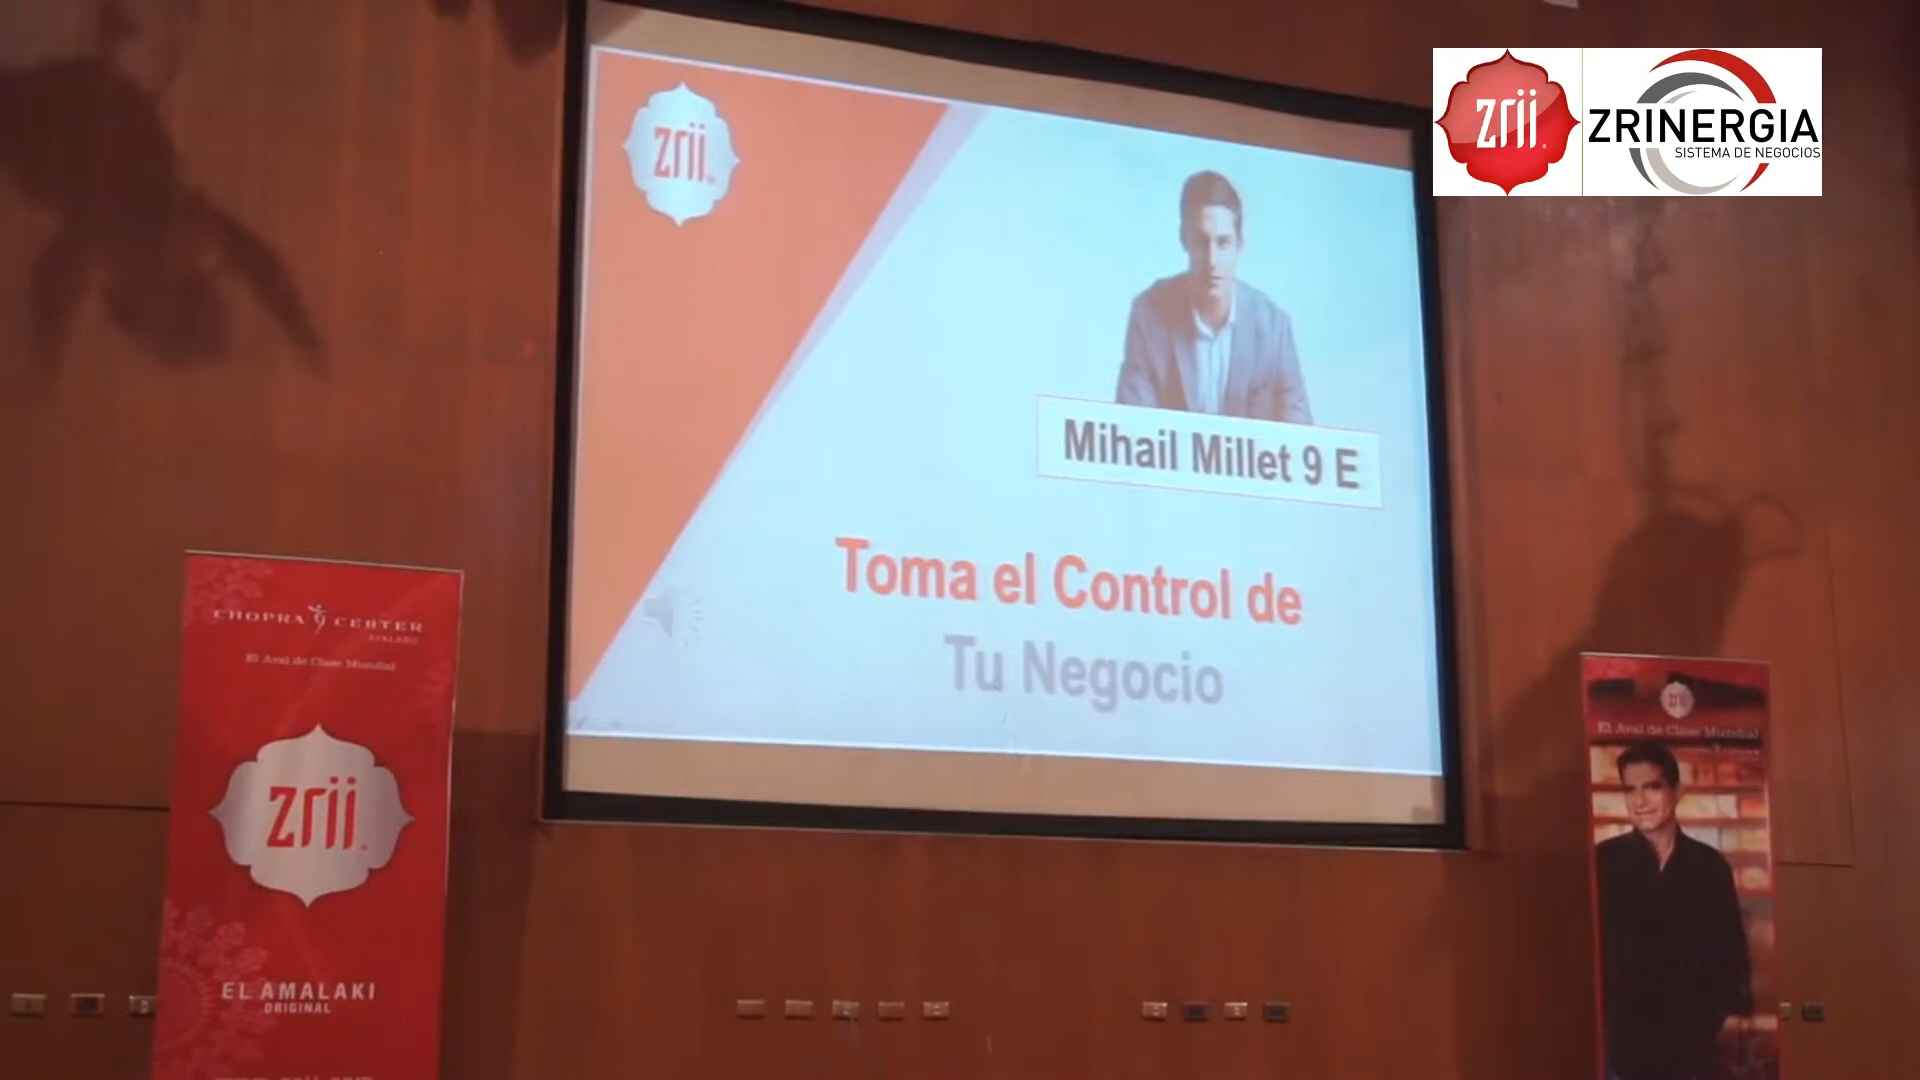 zrii
ZRINERGIA
SISTEMA DE NEGOCIOS
zrii
Mihail Millet 9 E
Toma el Control de
Tu Negocio
CHOPRA CENTER
El Aval de Clase Mundial
zrii
EL AMALAKI
ORIGINAL
zrii
El Aval de Clase Mundial